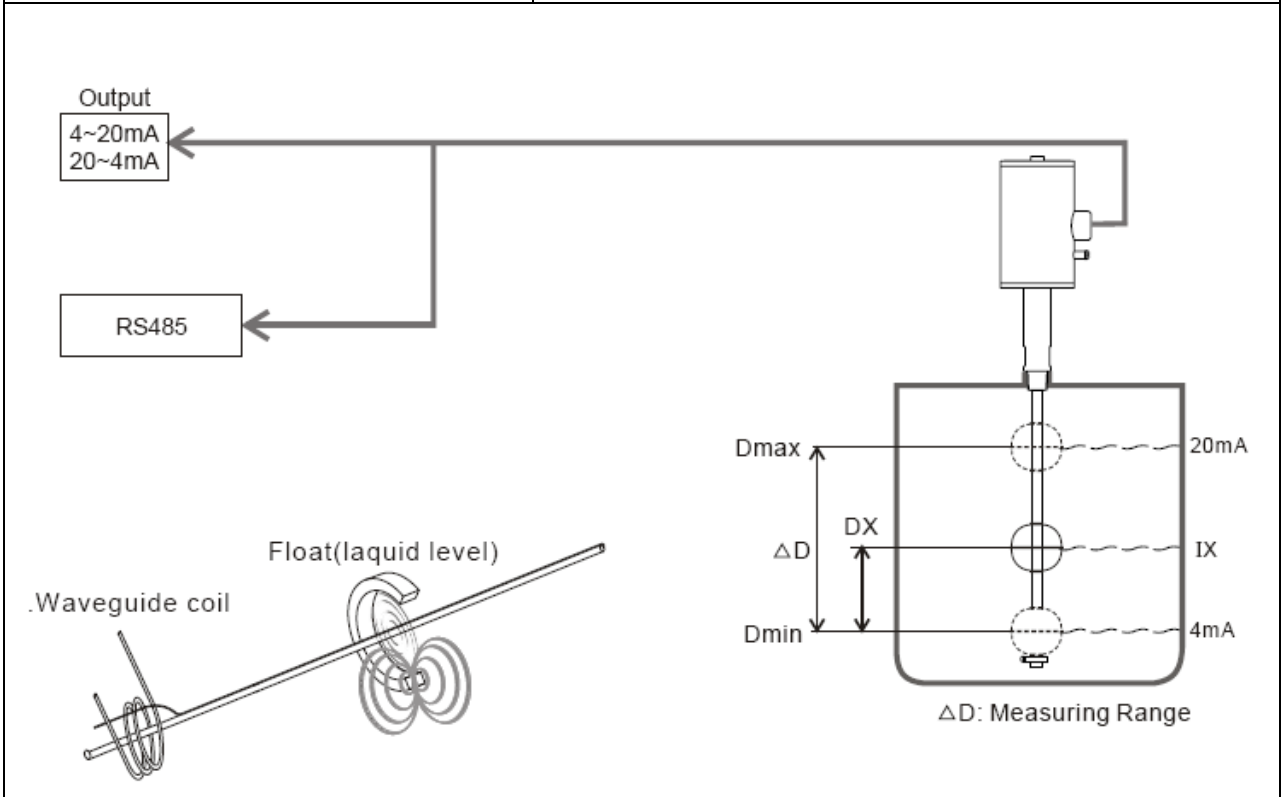 Output
4~20mA
20~4mA
RS485
Dmax
20mA
DX
△D
IX
Dmin
4mA
△D: Measuring Range
Float(laquid level)
.Waveguide coil